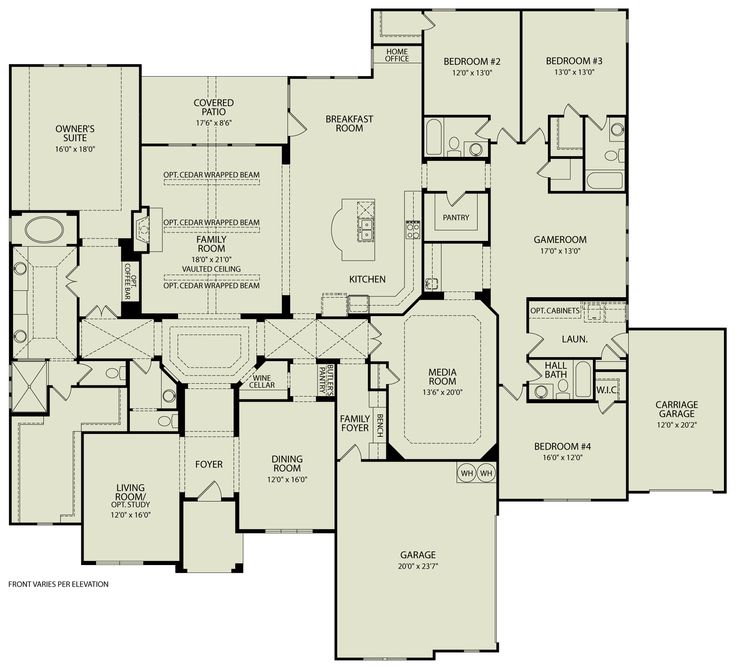 HOME
OFFICE
BEDROOM #2
12'0" x 13'0"
BEDROOM #3
13'0" x 13'0"
OWNER'S
SUITE
16'0" x 18'0"
COVERED
PATIO
17'6" x 8'6"
BREAKFAST
ROOM
OPT. CEDAR WRAPPED BEAM
OPT. CEDAR WRAPPED BEAM
FAMILY
ROOM
18'0" x 21'0"
VAULTED CEILING
OPT. CEDAR WRAPPED BEAM
PANTRY
GAMEROOM
17'0" x 13'0"
OPT.
COFFEE BAR
KITCHEN
OPT. CABINETS
LAUN.
WINE
CELLAR
BUTLER'S
PANTRY
MEDIA
ROOM
13'6" x 20'0"
HALL
BATH
W.I.C.
CARRIAGE
GARAGE
12'0" x 20'2"
FAMILY
FOYER
BENCH
BEDROOM #4
16'0" x 12'0"
FOYER
DINING
ROOM
12'0" x 16'0"
LIVING
ROOM/
OPT. STUDY
12'0" x 16'0"
WH
WH
GARAGE
20'0" x 23'7"
FRONT VARIES PER ELEVATION